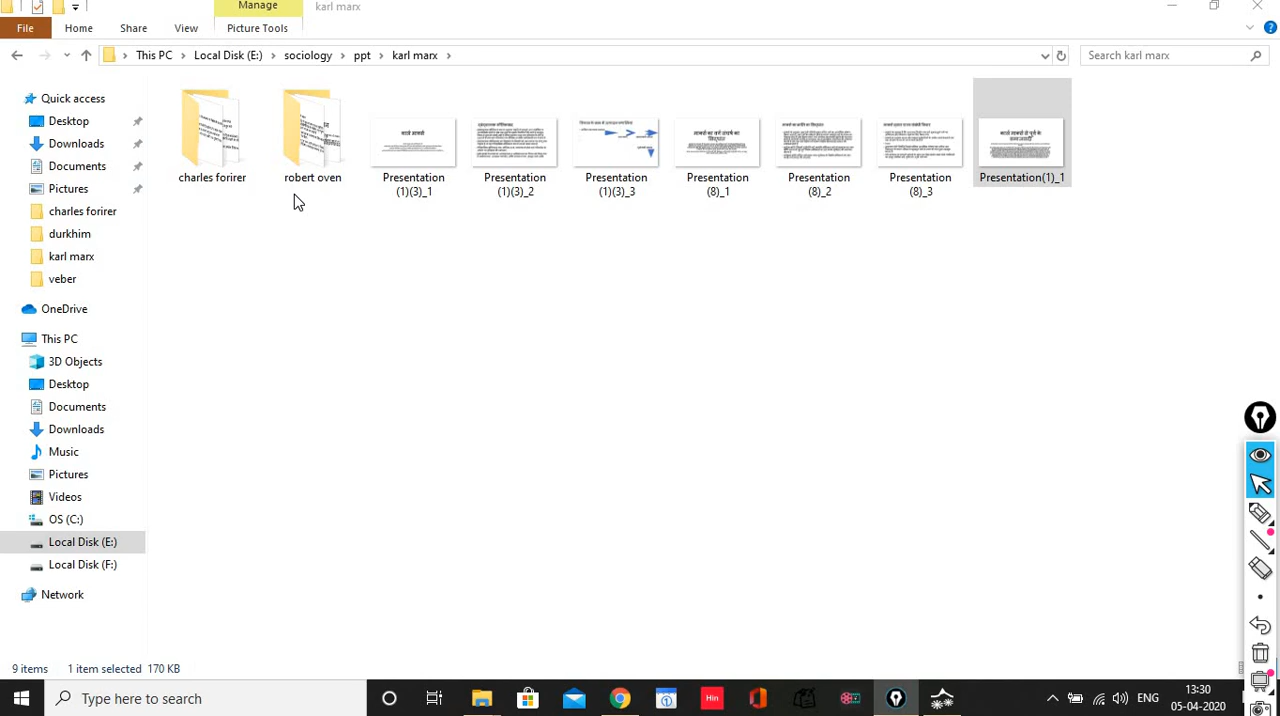 Manage
karl marx
File
Home
Share
View
Picture Tools
This PC
Local Disk (E:)
sociology
ppt
karl marx
Search karl marx
Quick access
Desktop
Downloads
Documents
Pictures
charles forirer
durkhim
karl marx
veber
OneDrive
This PC
3D Objects
Desktop
Documents
Downloads
Music
Pictures
Videos
OS (C:)
Local Disk (E:)
Local Disk (F:)
Network
charles forirer
robert oven
Presentation
(1)(3)_1
Presentation
(1)(3)_2
Presentation
(1)(3)_3
Presentation
(8)_1
Presentation
(8)_2
Presentation
(8)_3
Presentation(1)_1
9 items
1 item selected 170 KB
Type here to search
Hin
ENG
13:30
05-04-2020